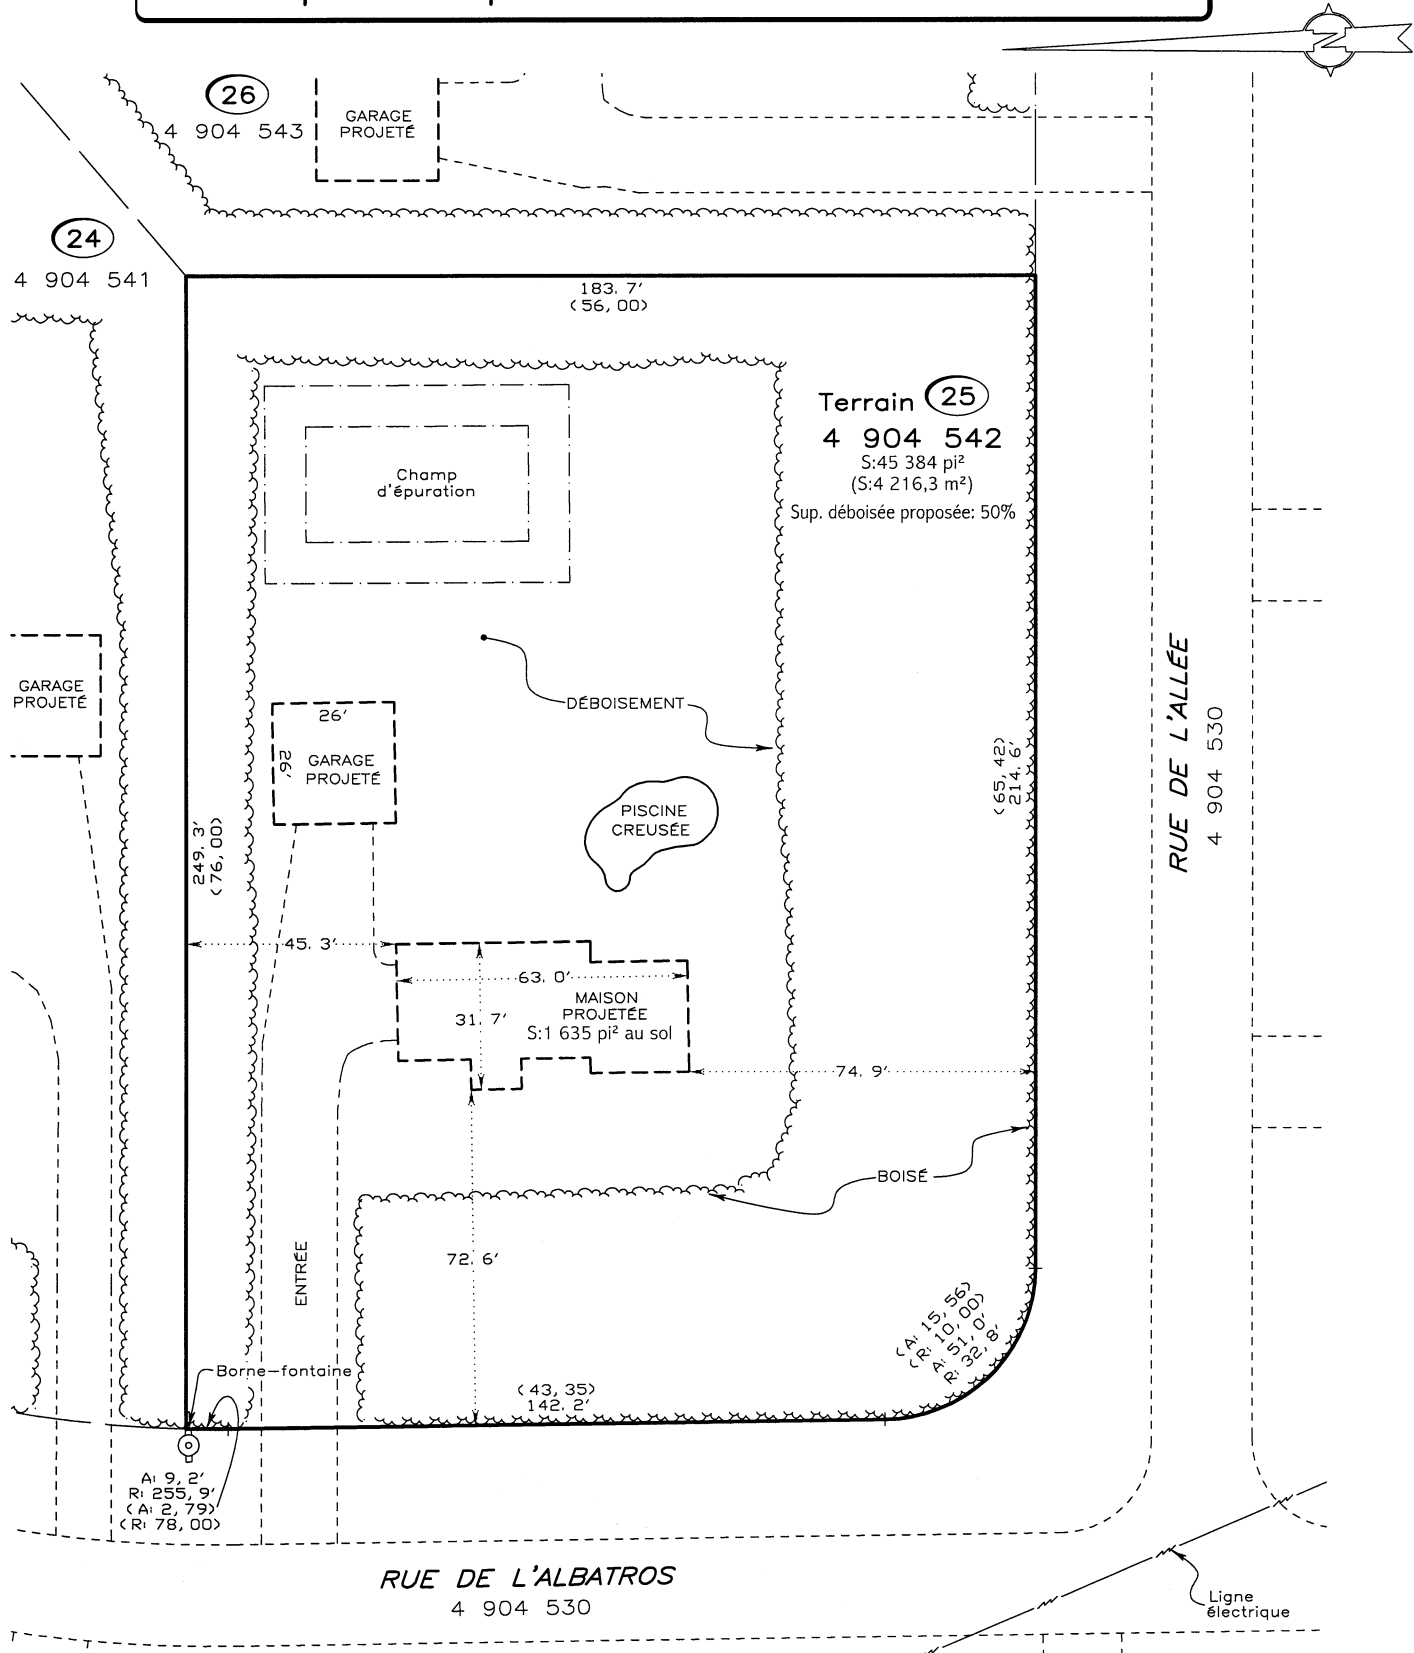 N
26
4 904 543
GARAGE
PROJETÉ
24
4 904 541
183.7'
(56,00)
Terrain 25
4 904 542
S:45 384 pi²
(S:4 216,3 m²)
Sup. déboisée proposée: 50%
Champ
d'épuration
GARAGE
PROJETÉ
DÉBOISEMENT
26'
26'
GARAGE
PROJETÉ
PISCINE
CREUSÉE
(65,42)
214.6'
RUE DE L'ALLÉE
4 904 530
249.3'
(76,00)
45.3'
63.0'
MAISON
PROJETÉE
S:1 635 pi² au sol
31.7'
74.9'
BOISÉ
72.6'
ENTRÉE
(A: 15,56)
(R: 10,00)
A: 51,0'
R: 32,8'
Borne-fontaine
(43,35)
142.2'
A: 9,2'
R: 255,9'
(A: 2,79)
(R: 78,00)
RUE DE L'ALBATROS
4 904 530
Ligne
électrique